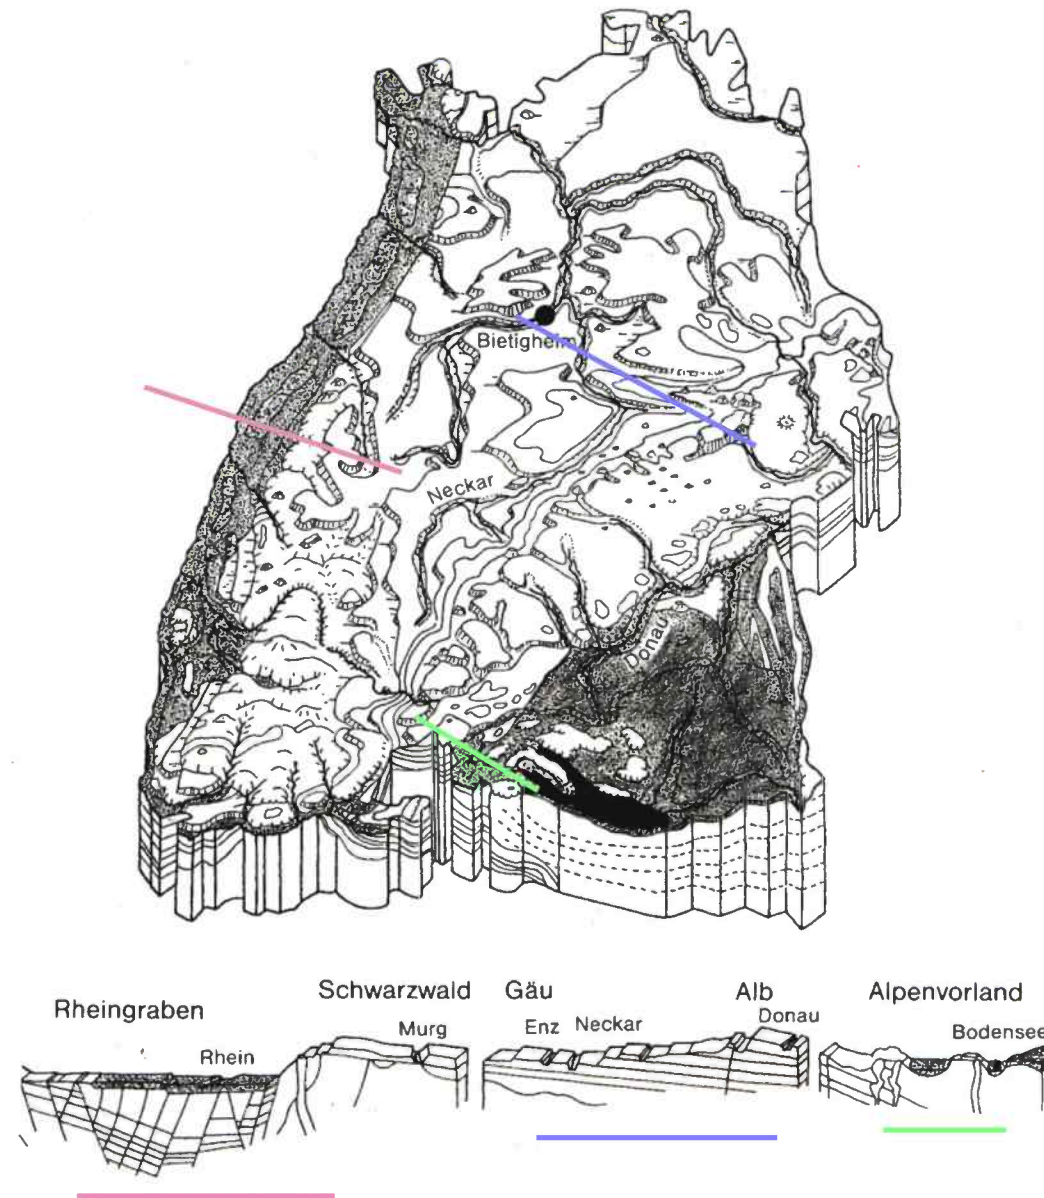 Bietigheim
Neckar
Donau
Rheingraben
Schwarzwald
Gäu
Alb
Alpenvorland
Rhein
Murg
Enz
Neckar
Donau
Bodensee